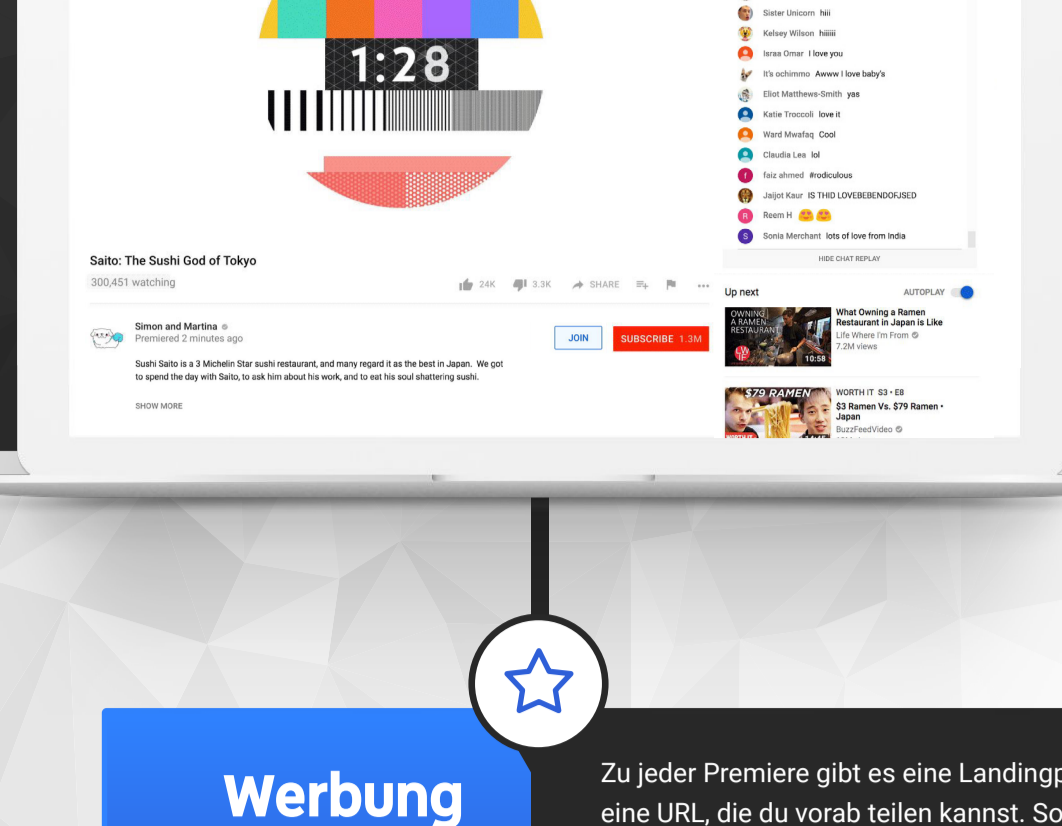 1:28
Saito: The Sushi God of Tokyo
300,451 watching
24K
3.3K
SHARE
Simon and Martina
Premiered 2 minutes ago
JOIN
SUBSCRIBE 1.3M
Sushi Saito is a 3 Michelin Star sushi restaurant, and many regard it as the best in Japan. We got
to spend the day with Saito, to ask him about his work, and to eat his soul shattering sushi.
SHOW MORE
Sister Unicorn hiii
Kelsey Wilson hiiiiii
Israa Omar I love you
It's ochimmo Awww I love baby's
Eliot Matthews-Smith yas
Katie Troccoli love it
Ward Mwafaq Cool
Claudia Lea lol
f faiz ahmed #rodiculous
Jaijot Kaur IS THID LOVEBEBENDOFJSED
R Reem H 😍 😍
S Sonia Merchant lots of love from India
HIDE CHAT REPLAY
Up next
AUTOPLAY
OWNING
A RAMEN
RESTAURANT
10:58
What Owning a Ramen
Restaurant in Japan is Like
Life Where I'm From
7.2M views
$79 RAMEN
WORTH IT
WORTH IT S3 • E8
$3 Ramen Vs. $79 Ramen •
Japan
BuzzFeedVideo
Werbung
Zu jeder Premiere gibt es eine
eine URL, die du vorab teilen kannst.